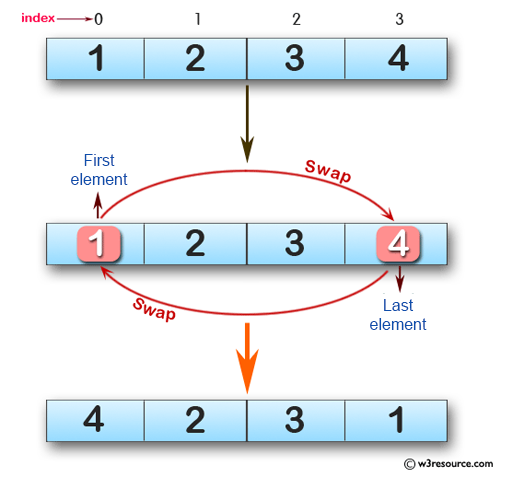 index 0 1 2 3
1 2 3 4
First
element
Swap
1 2 3 4
Swap
Last
element
4 2 3 1
© w3resource.com